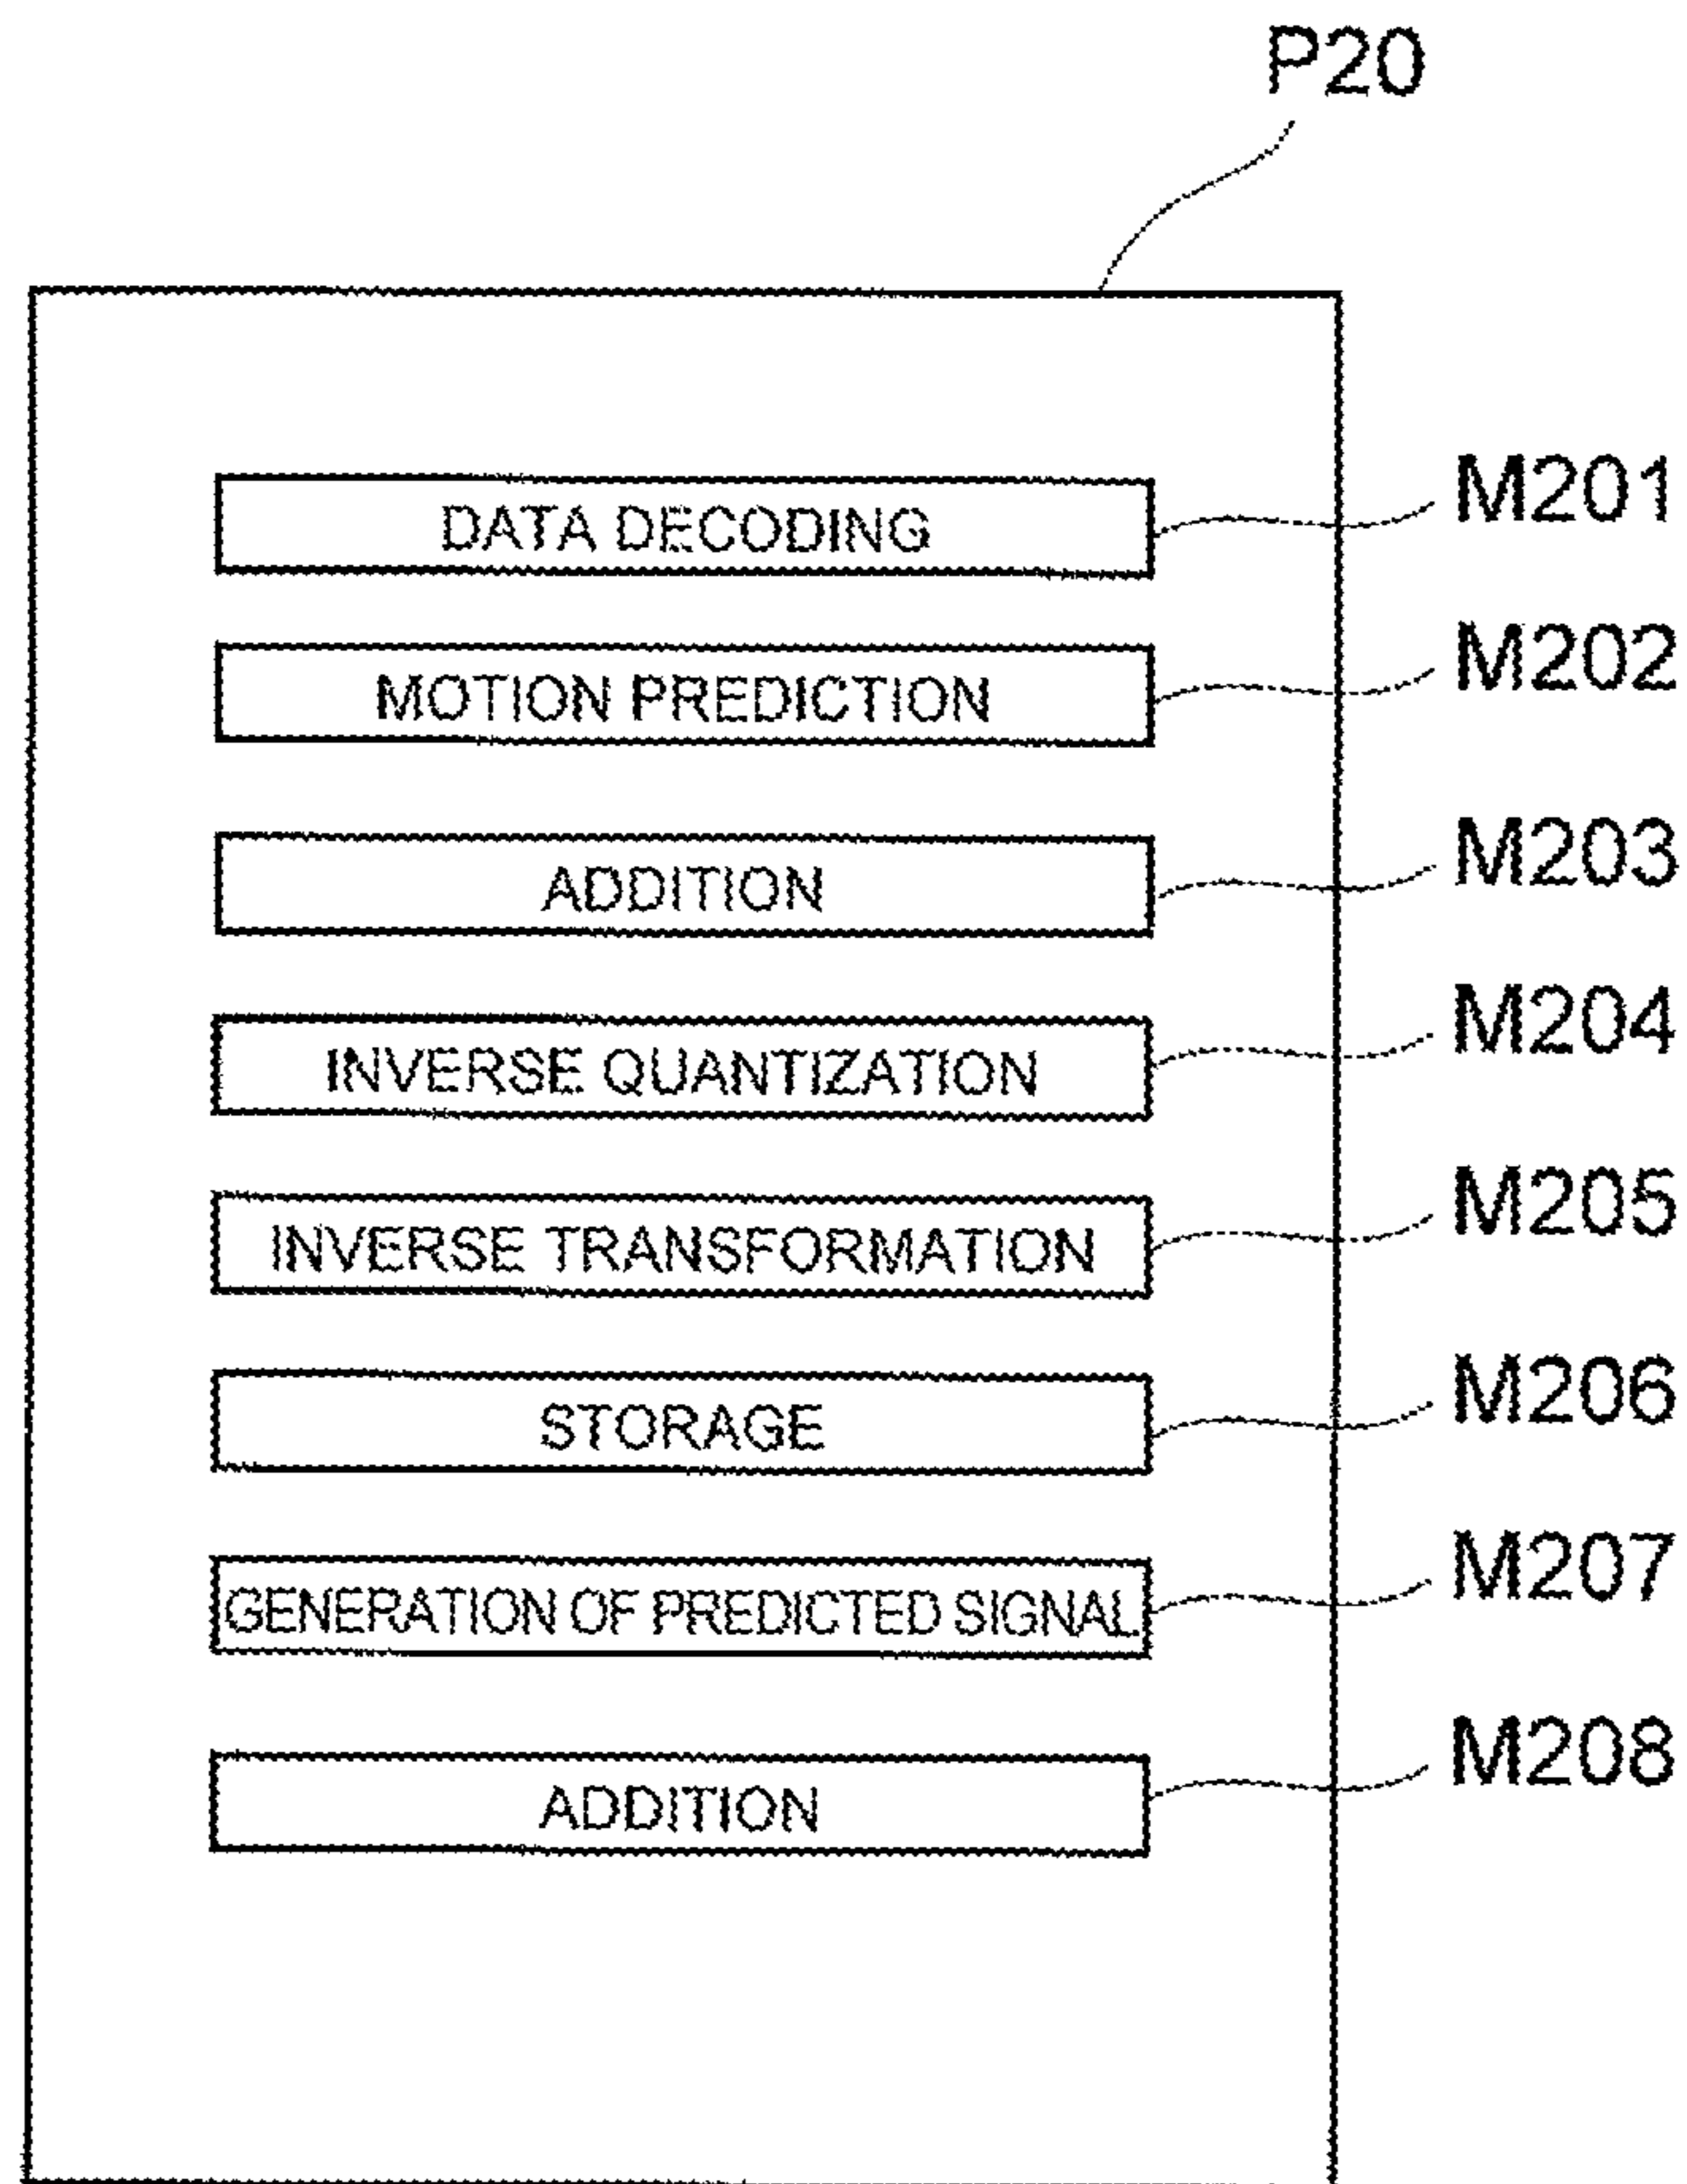 P20
DATA DECODING M201
MOTION PREDICTION M202
ADDITION M203
INVERSE QUANTIZATION M204
INVERSE TRANSFORMATION M205
STORAGE M206
GENERATION OF PREDICTED SIGNAL M207
ADDITION M208